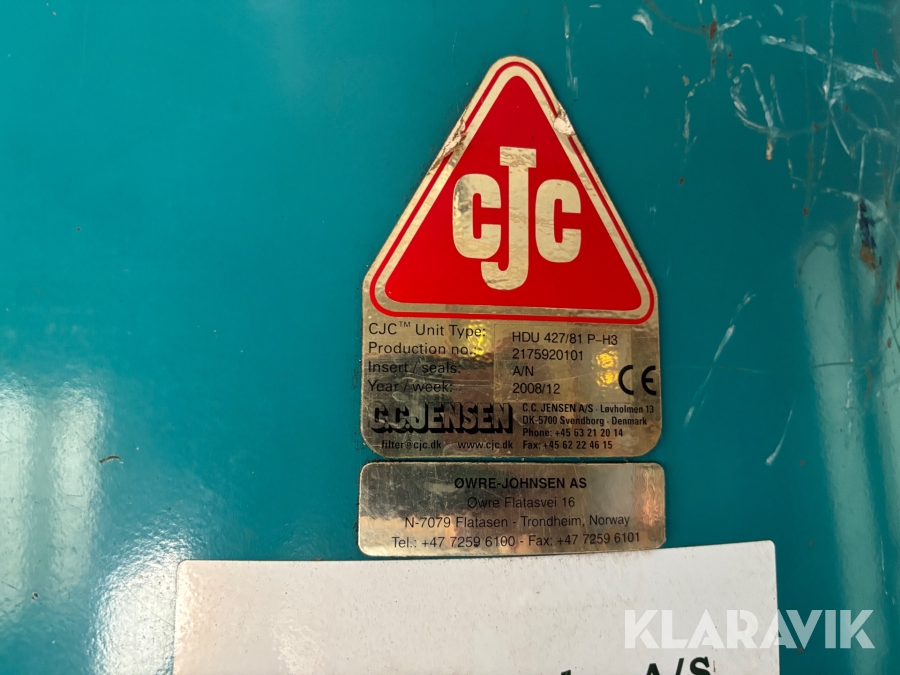 CJC
CJC™ Unit Type: HDU 427/81 P-H3
Production no.: 2175920101
Insert / seals: A/N
Year / week: 2008/12
CE
C.C.JENSEN
C.C. JENSEN A/S · Løvholmen 13
DK-5700 Svendborg · Denmark
Phone: +45 63 21 20 14
filter@cjc.dk · www.cjc.dk Fax: +45 62 22 46 15
ØWRE-JOHNSEN AS
Øwre Flatåsvei 16
N-7079 Flatåsen - Trondheim, Norway
Tel.: +47 7259 6100 - Fax: +47 7259 6101
KLARAVIK
A/S